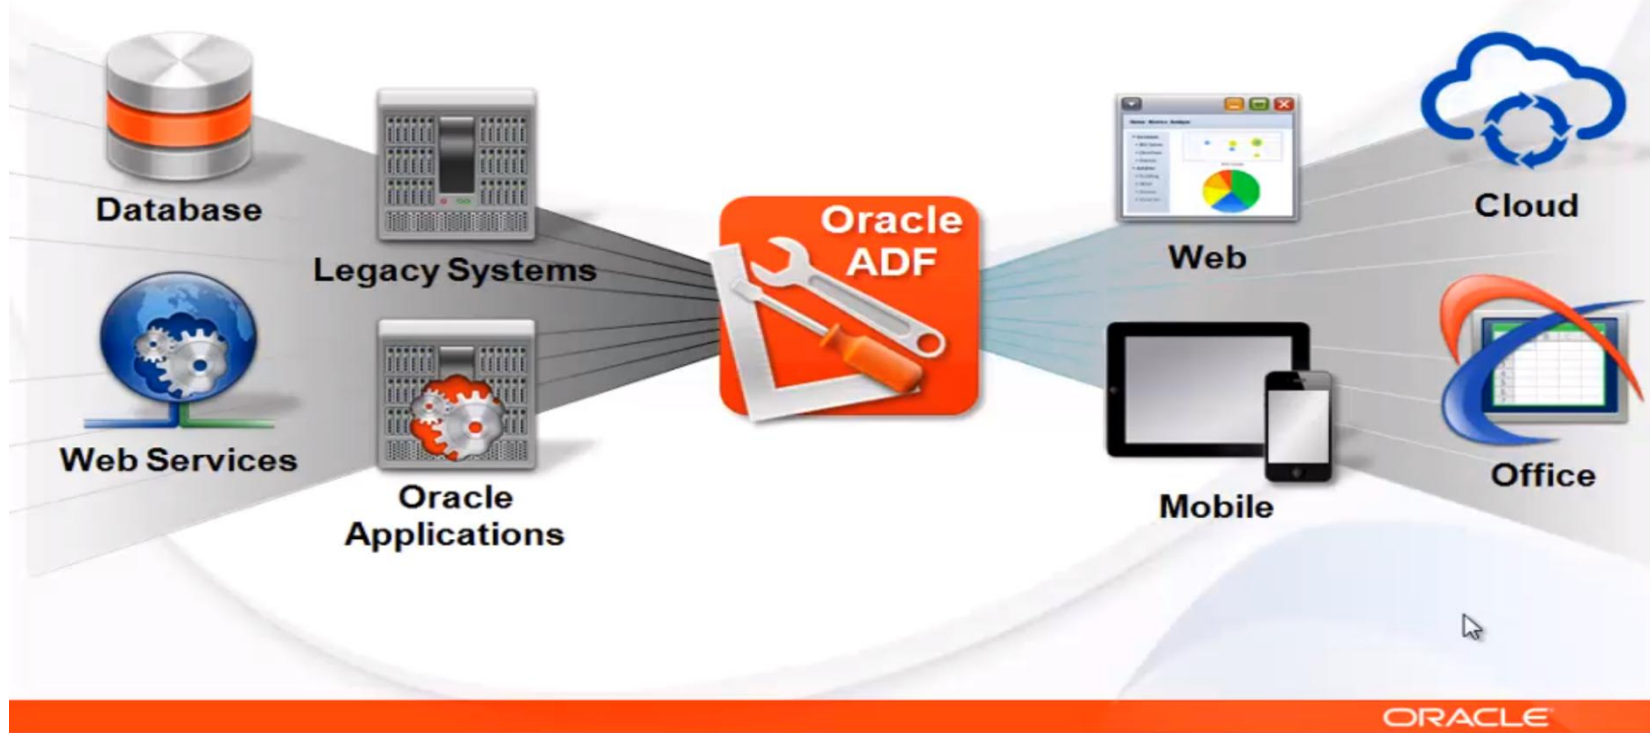 Database
Legacy Systems
Web Services
Oracle
Applications
Oracle
ADF
Web
Cloud
Mobile
Office
ORACLE